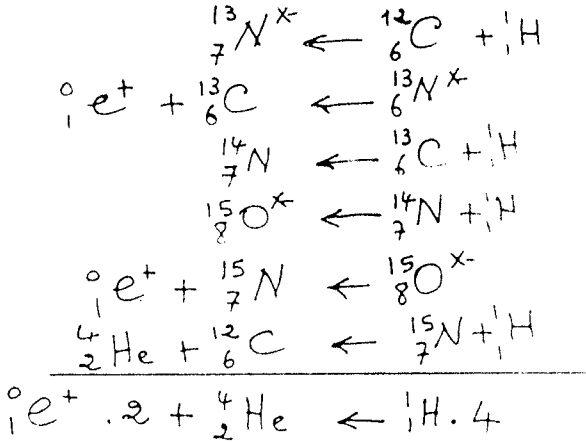 ¹³₇N* ← ¹²₆C + ¹₁H
⁰₁e⁺ + ¹³₆C ← ¹³₆N*
¹⁴₇N ← ¹³₆C + ¹₁H
¹⁵₈O* ← ¹⁴₇N + ¹₁H
⁰₁e⁺ + ¹⁵₇N ← ¹⁵₈O*
⁴₂He + ¹²₆C ← ¹⁵₇N + ¹₁H
⁰₁e⁺ . 2 + ⁴₂He ← ¹₁H . 4